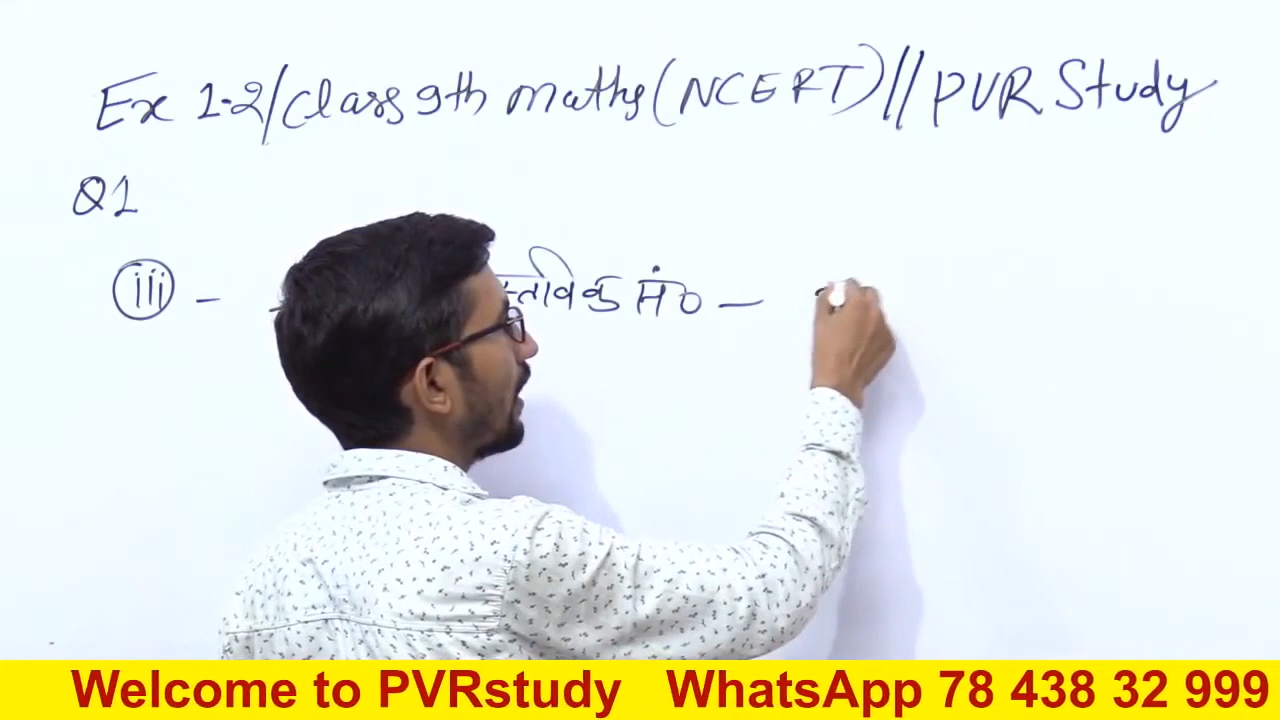 Ex 1.2/Class 9th maths (NCERT)// PVR Study
Q1
iii - सं० -
Welcome to PVRstudy WhatsApp 78 438 32 999